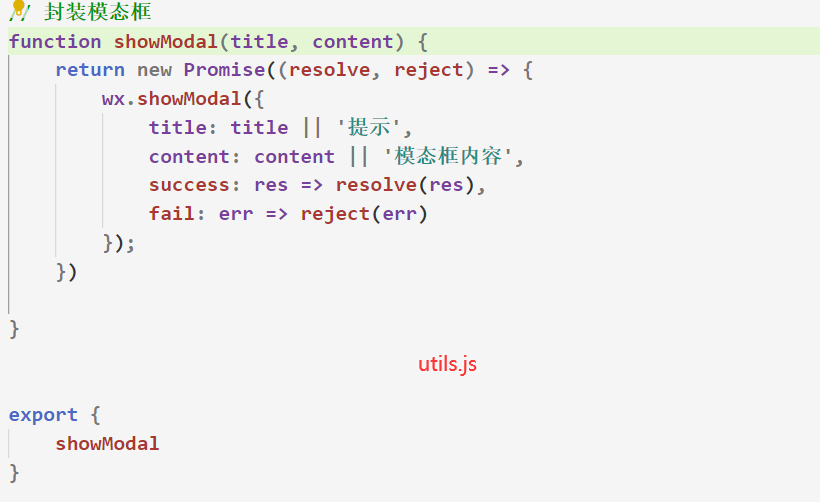 // 封装模态框
function showModal(title, content) {
    return new Promise((resolve, reject) => {
        wx.showModal({
            title: title || '提示',
            content: content || '模态框内容',
            success: res => resolve(res),
            fail: err => reject(err)
        });
    })
}
utils.js
export {
    showModal
}